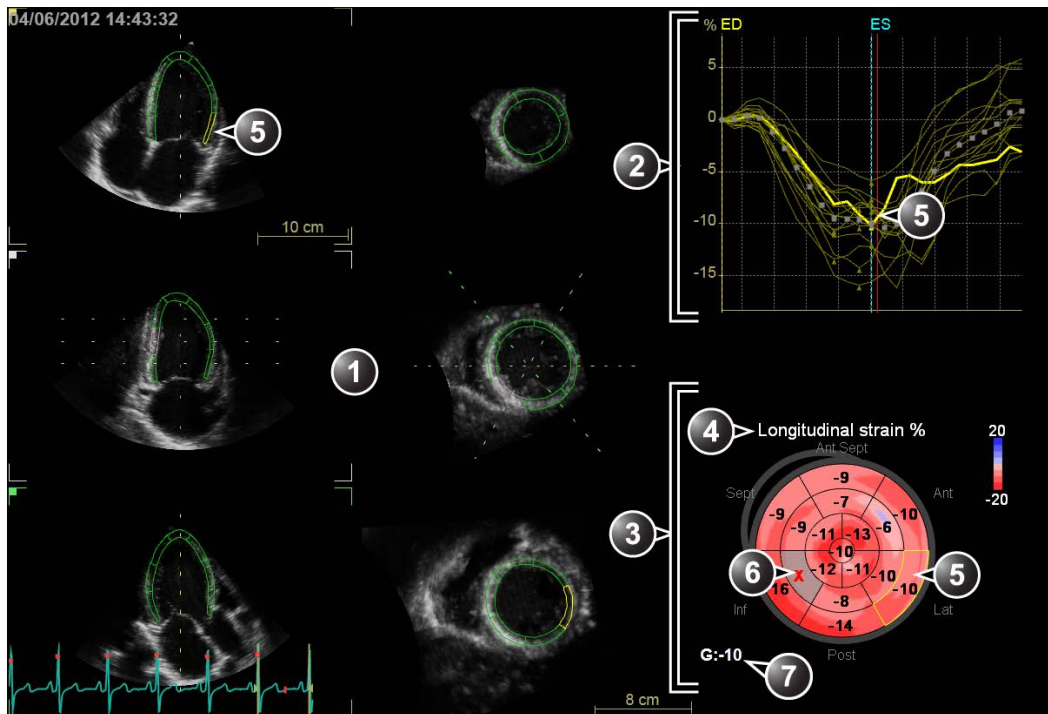 04/06/2012 14:43:32
10 cm
5
1
8 cm
2
% ED ES
5
0
-5
-10
-15
5
3
4
Longitudinal strain %
20
-20
Ant Sept
Sept
Ant
Inf
Lat
Post
-9
-9
-10
-7
-9
-6
-11
-13
-10
-12
-11
-10
-10
-8
16
-14
6
X
5
G:-10
7